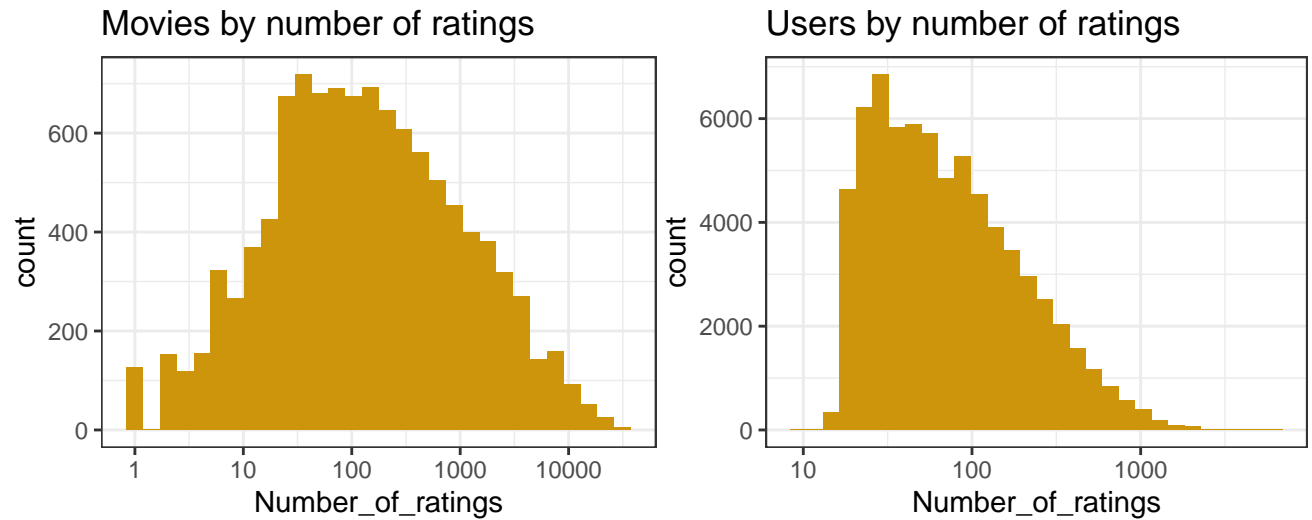 Movies by number of ratings
count
600
400
200
0
1 10 100 1000 10000
Number_of_ratings
Users by number of ratings
count
6000
4000
2000
0
10 100 1000
Number_of_ratings